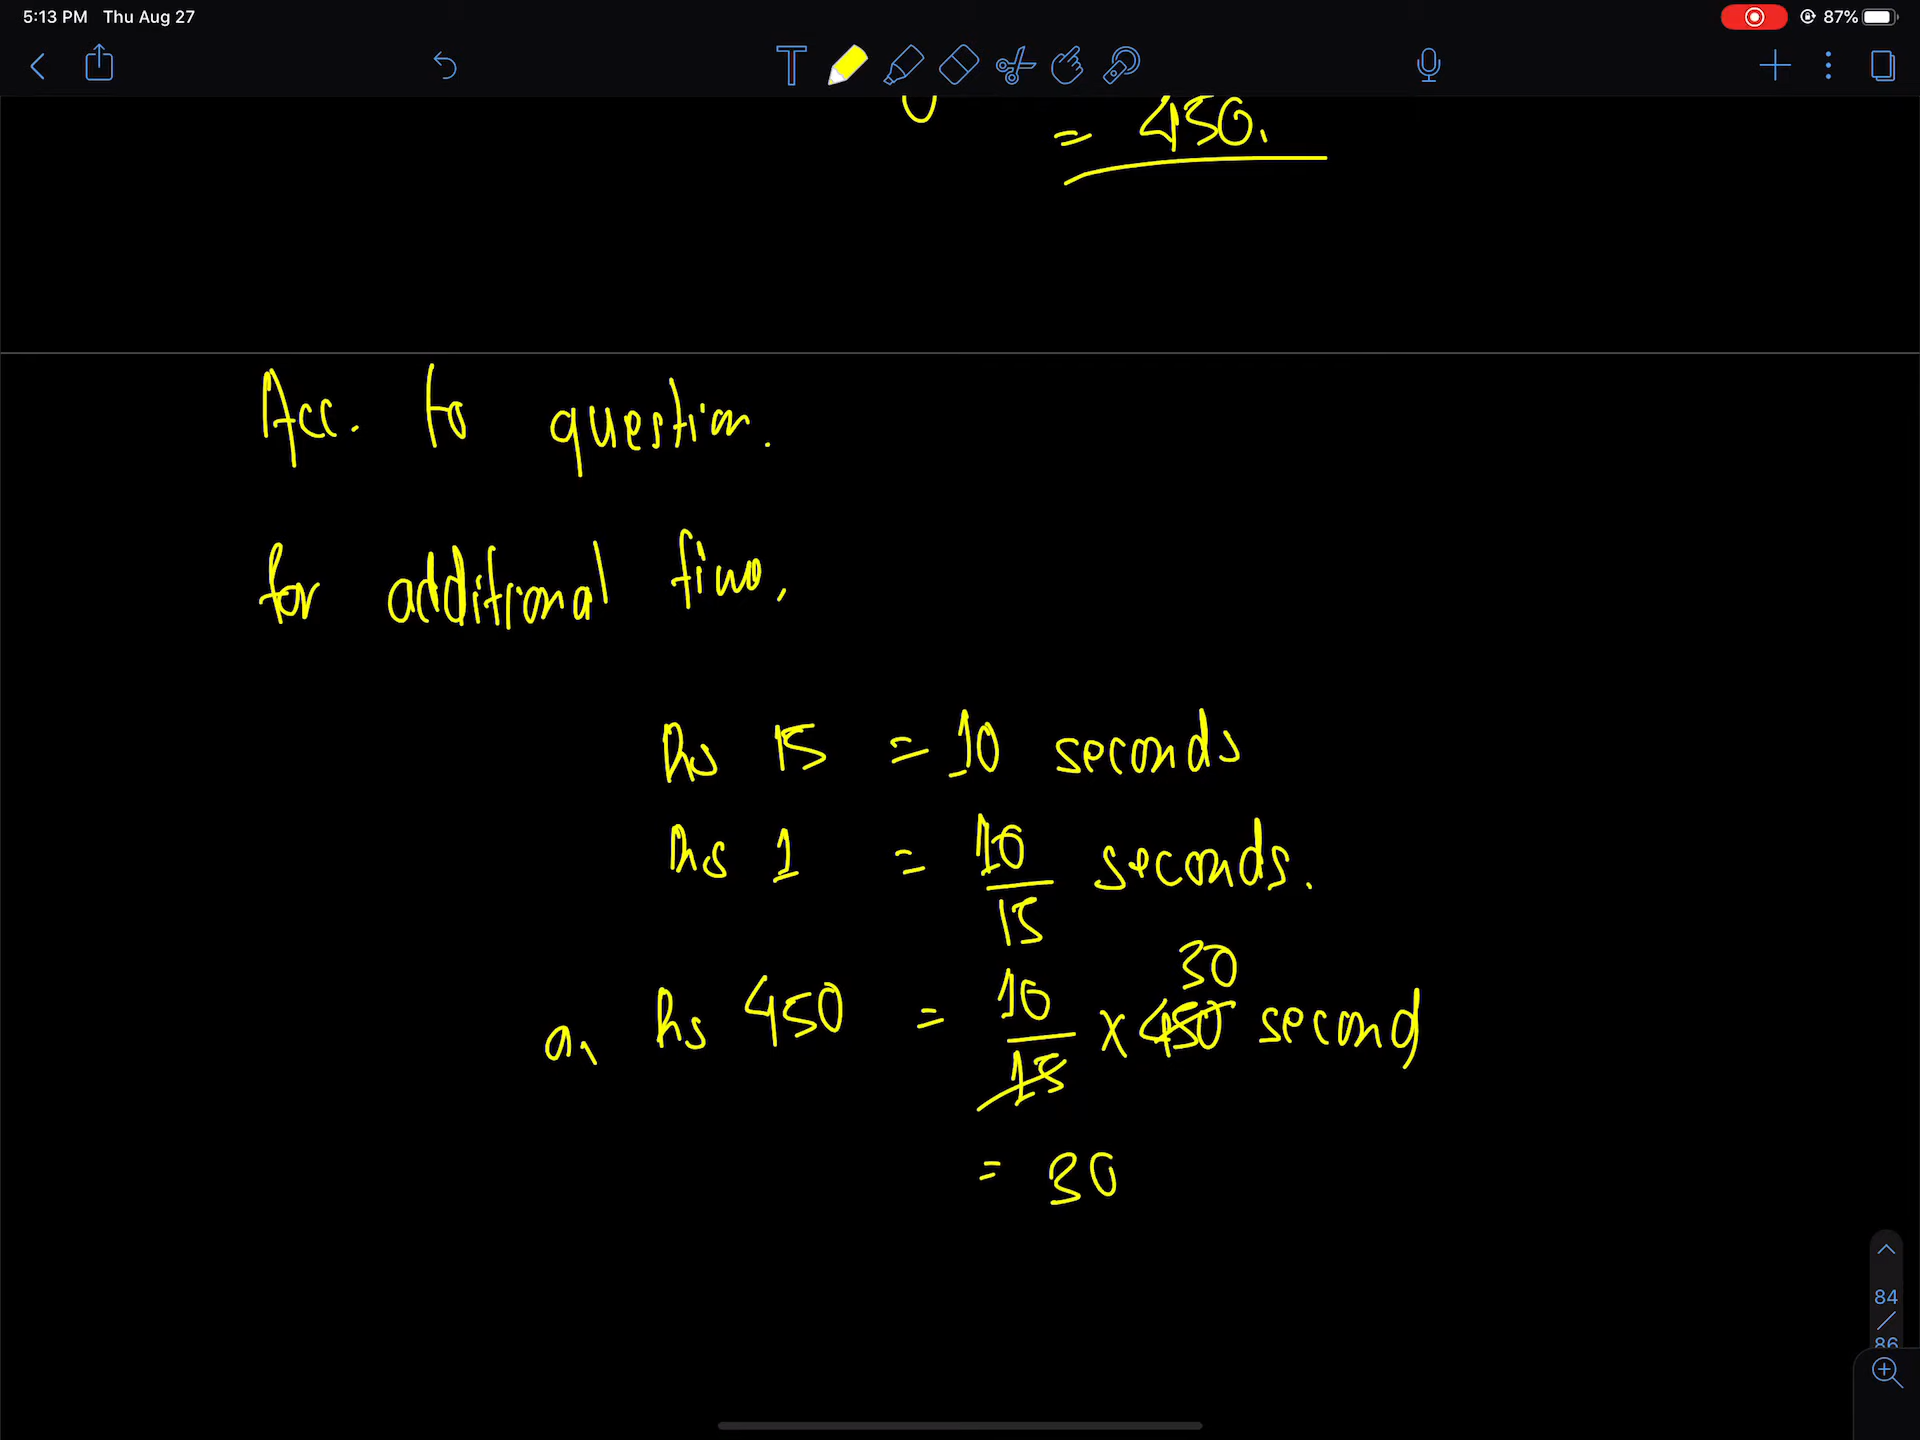 5:13 PM Thu Aug 27
87%
= 450.
Acc. to question.
for additional time,
Rs 15 = 10 seconds
Rs 1 = 10/15 seconds.
30
a, Rs 450 = 10/15 × 450 second
= 30
84
/
86